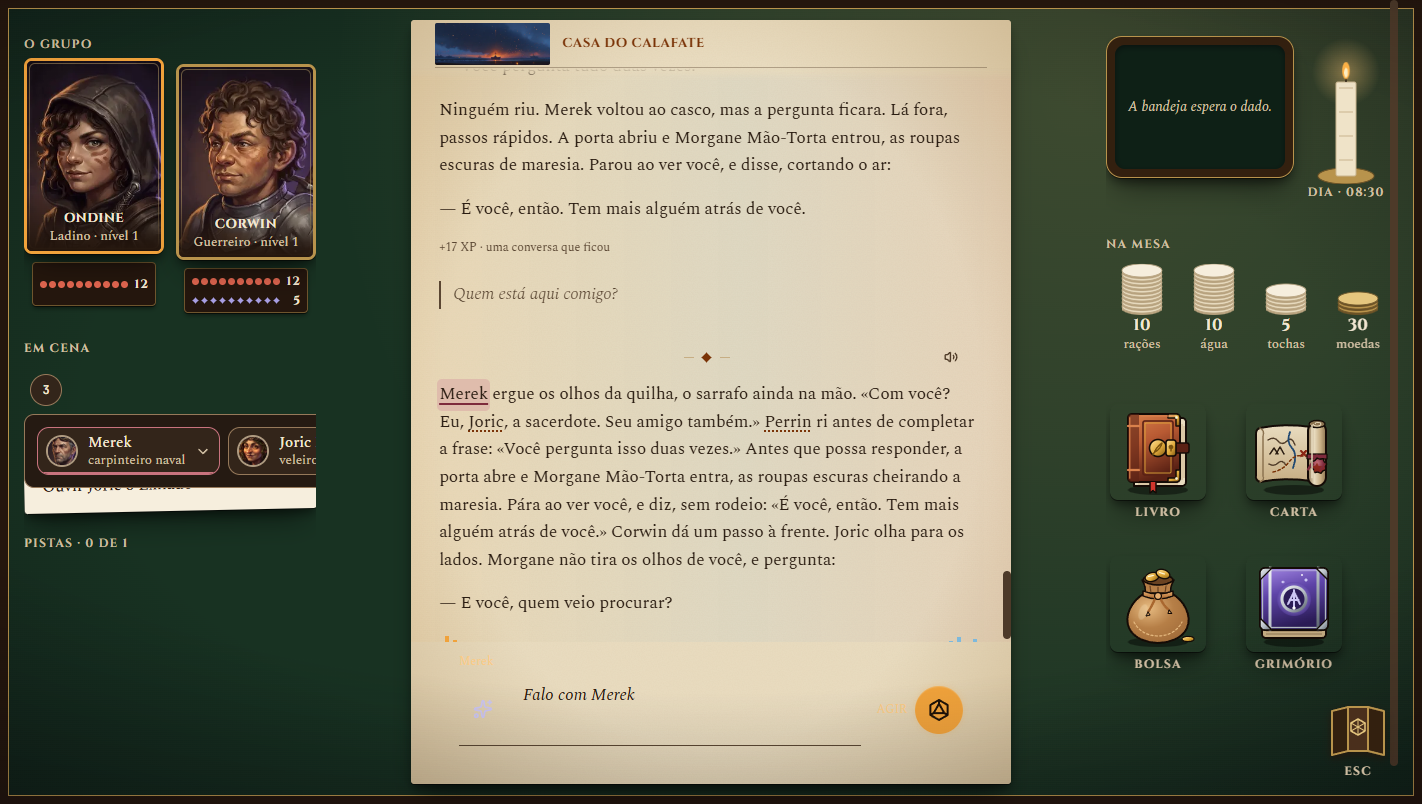 O GRUPO
ONDINE
Ladino · nível 1
12
CORWIN
Guerreiro · nível 1
12
5
EM CENA
3
Merek
carpinteiro naval
Joric
veleiro
PISTAS · 0 DE 1
CASA DO CALAFATE
Ninguém riu. Merek voltou ao casco, mas a pergunta ficara. Lá fora,
passos rápidos. A porta abriu e Morgane Mão-Torta entrou, as roupas
escuras de maresia. Parou ao ver você, e disse, cortando o ar:
— É você, então. Tem mais alguém atrás de você.
+17 XP · uma conversa que ficou
Quem está aqui comigo?
Merek ergue os olhos da quilha, o sarrafo ainda na mão. «Com você?
Eu, Joric, a sacerdote. Seu amigo também.» Perrin ri antes de completar
a frase: «Você pergunta isso duas vezes.» Antes que possa responder, a
porta abre e Morgane Mão-Torta entra, as roupas escuras cheirando a
maresia. Pára ao ver você, e diz, sem rodeio: «É você, então. Tem mais
alguém atrás de você.» Corwin dá um passo à frente. Joric olha para os
lados. Morgane não tira os olhos de você, e pergunta:
— E você, quem veio procurar?
Falo com Merek
AGIR
A bandeja espera o dado.
DIA · 08:30
NA MESA
10
rações
10
água
5
tochas
30
moedas
LIVRO
CARTA
BOLSA
GRIMÓRIO
ESC